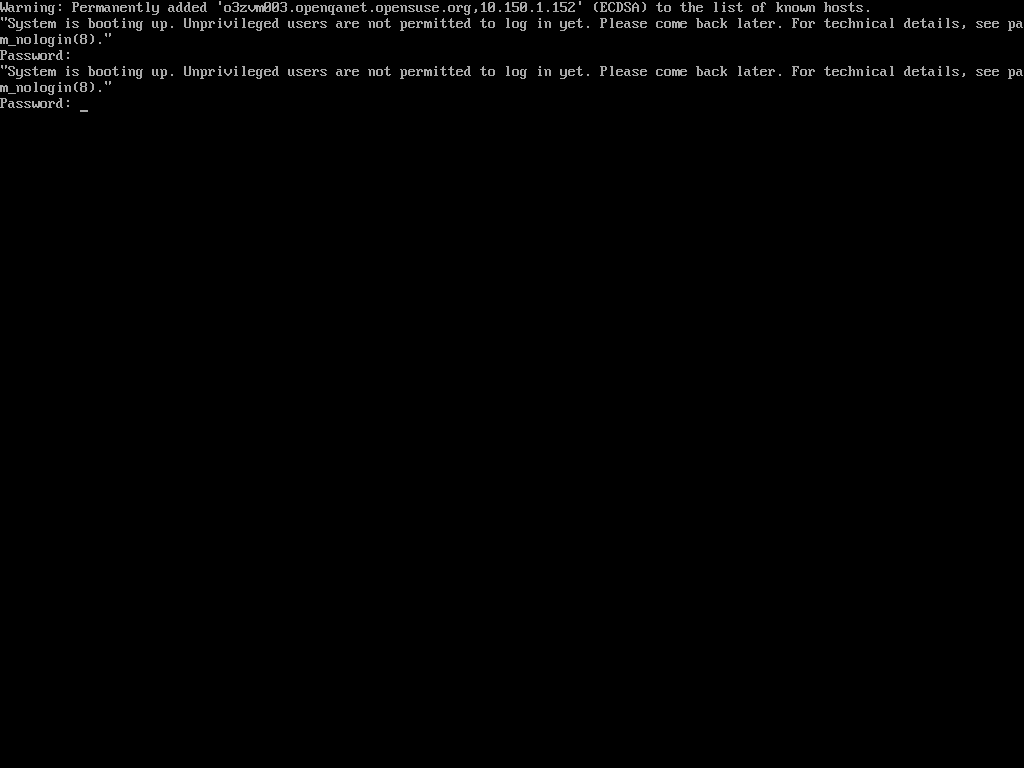 Warning: Permanently added 'o3zvm003.openqanet.opensuse.org,10.150.1.152' (ECDSA) to the list of known hosts.
"System is booting up. Unprivileged users are not permitted to log in yet. Please come back later. For technical details, see pa
m_nologin(8)."
Password:
"System is booting up. Unprivileged users are not permitted to log in yet. Please come back later. For technical details, see pa
m_nologin(8)."
Password: _